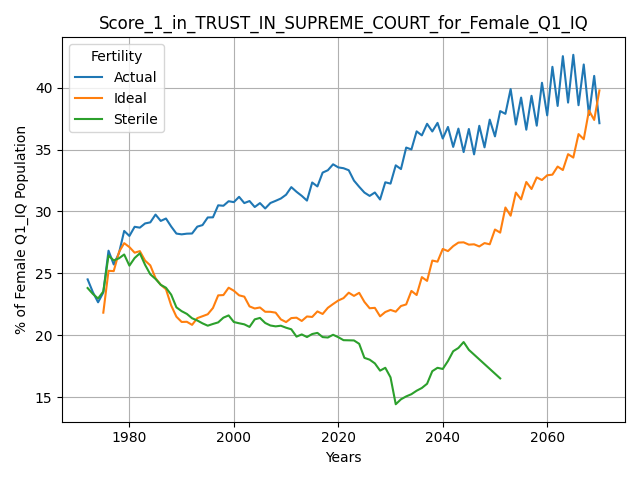 Score_1_in_TRUST_IN_SUPREME_COURT_for_Female_Q1_IQ
Fertility
Actual
Ideal
Sterile
% of Female Q1_IQ Population
40
35
30
25
20
15
1980
2000
2020
2040
2060
Years